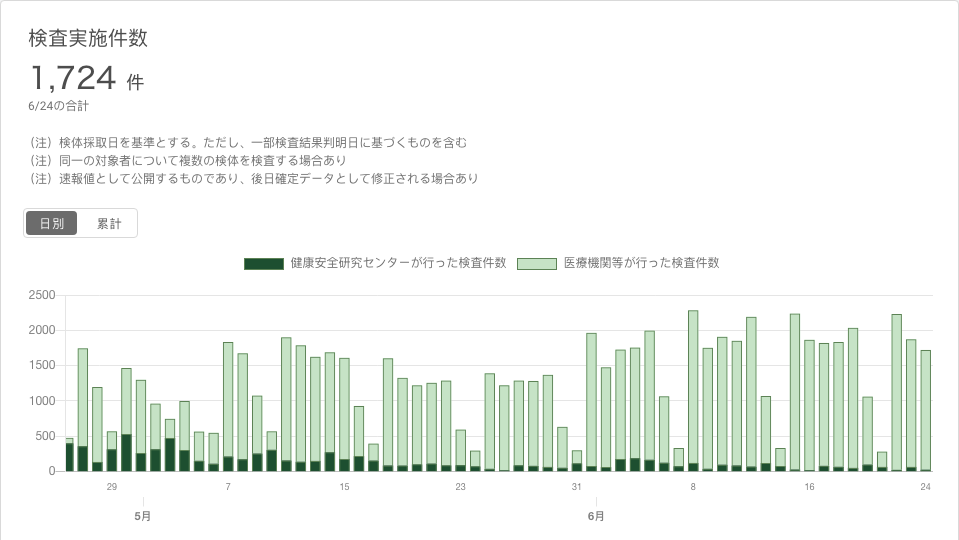 検査実施件数
1,724 件
6/24の合計
（注）検体採取日を基準とする。ただし、一部検査結果判明日に基づくものを含む
（注）同一の対象者について複数の検体を検査する場合あり
（注）速報値として公開するものであり、後日確定データとして修正される場合あり
日別 累計
健康安全研究センターが行った検査件数 医療機関等が行った検査件数
2500
2000
1500
1000
500
0
29 7 15 23 31 8 16 24
5月 6月